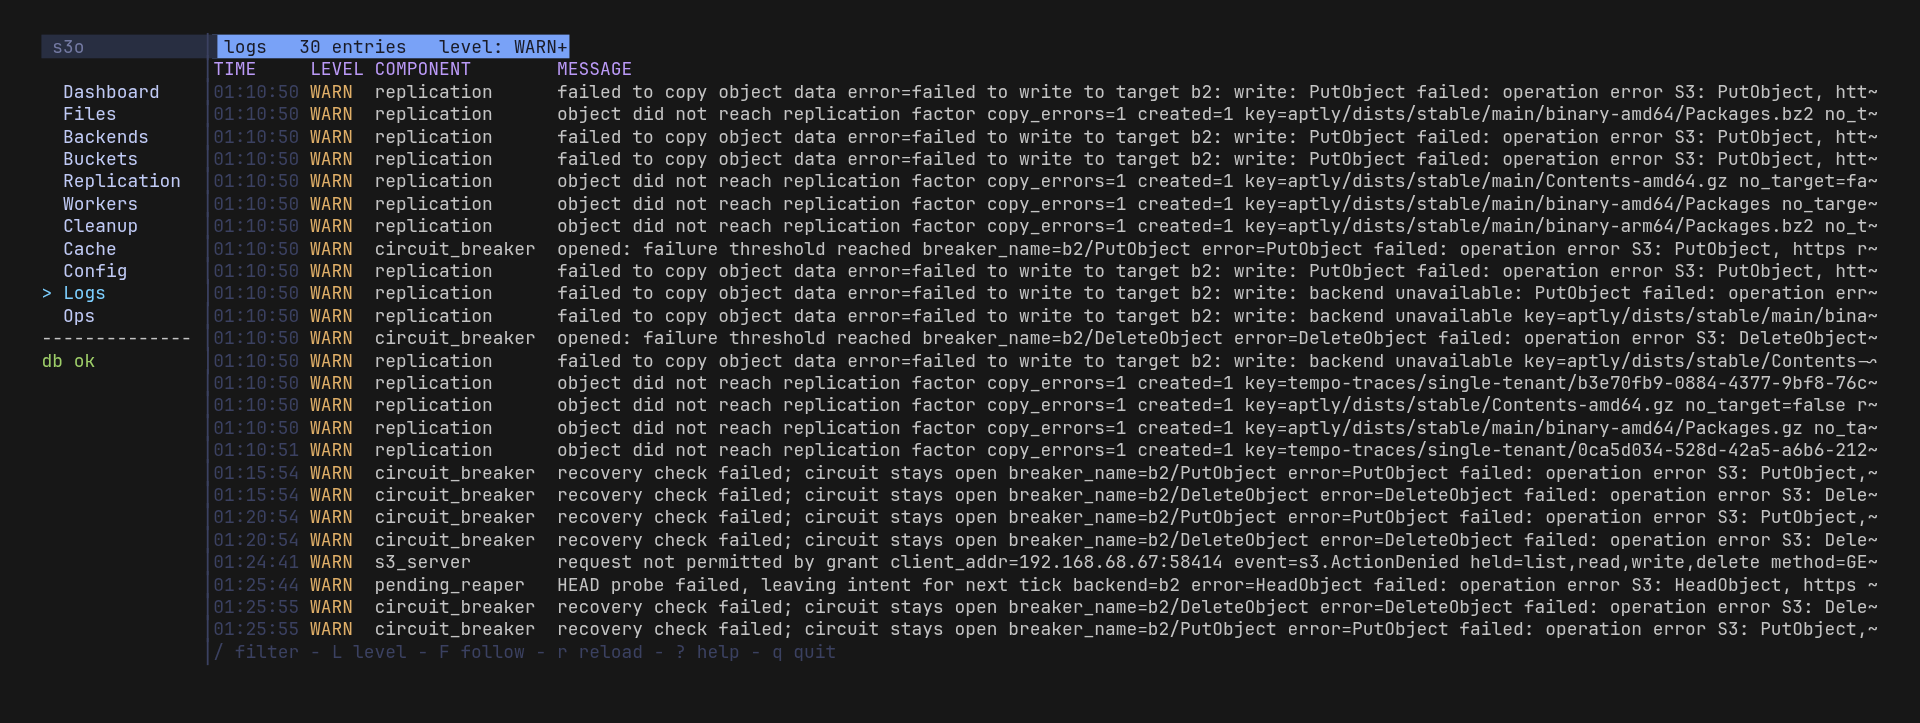 s3o logs 30 entries level: WARN+
TIME LEVEL COMPONENT MESSAGE
Dashboard 01:10:50 WARN replication failed to copy object data error=failed to write to target b2: write: PutObject failed: operation error S3: PutObject, htt~
Files 01:10:50 WARN replication object did not reach replication factor copy_errors=1 created=1 key=aptly/dists/stable/main/binary-amd64/Packages.bz2 no_t~
Backends 01:10:50 WARN replication failed to copy object data error=failed to write to target b2: write: PutObject failed: operation error S3: PutObject, htt~
Buckets 01:10:50 WARN replication failed to copy object data error=failed to write to target b2: write: PutObject failed: operation error S3: PutObject, htt~
Replication 01:10:50 WARN replication object did not reach replication factor copy_errors=1 created=1 key=aptly/dists/stable/main/Contents-amd64.gz no_target=fa~
Workers 01:10:50 WARN replication object did not reach replication factor copy_errors=1 created=1 key=aptly/dists/stable/main/binary-amd64/Packages no_targe~
Cleanup 01:10:50 WARN replication object did not reach replication factor copy_errors=1 created=1 key=aptly/dists/stable/main/binary-arm64/Packages.bz2 no_t~
Cache 01:10:50 WARN circuit_breaker opened: failure threshold reached breaker_name=b2/PutObject error=PutObject failed: operation error S3: PutObject, https r~
Config 01:10:50 WARN replication failed to copy object data error=failed to write to target b2: write: PutObject failed: operation error S3: PutObject, htt~
> Logs 01:10:50 WARN replication failed to copy object data error=failed to write to target b2: write: backend unavailable: PutObject failed: operation err~
Ops 01:10:50 WARN replication failed to copy object data error=failed to write to target b2: write: backend unavailable key=aptly/dists/stable/main/bina~
-------------- 01:10:50 WARN circuit_breaker opened: failure threshold reached breaker_name=b2/DeleteObject error=DeleteObject failed: operation error S3: DeleteObject~
db ok 01:10:50 WARN replication failed to copy object data error=failed to write to target b2: write: backend unavailable key=aptly/dists/stable/Contents-~
01:10:50 WARN replication object did not reach replication factor copy_errors=1 created=1 key=tempo-traces/single-tenant/b3e70fb9-0884-4377-9bf8-76c~
01:10:50 WARN replication object did not reach replication factor copy_errors=1 created=1 key=aptly/dists/stable/Contents-amd64.gz no_target=false r~
01:10:50 WARN replication object did not reach replication factor copy_errors=1 created=1 key=aptly/dists/stable/main/binary-amd64/Packages.gz no_ta~
01:10:51 WARN replication object did not reach replication factor copy_errors=1 created=1 key=tempo-traces/single-tenant/0ca5d034-528d-42a5-a6b6-212~
01:15:54 WARN circuit_breaker recovery check failed; circuit stays open breaker_name=b2/PutObject error=PutObject failed: operation error S3: PutObject,~
01:15:54 WARN circuit_breaker recovery check failed; circuit stays open breaker_name=b2/DeleteObject error=DeleteObject failed: operation error S3: Dele~
01:20:54 WARN circuit_breaker recovery check failed; circuit stays open breaker_name=b2/PutObject error=PutObject failed: operation error S3: PutObject,~
01:20:54 WARN circuit_breaker recovery check failed; circuit stays open breaker_name=b2/DeleteObject error=DeleteObject failed: operation error S3: Dele~
01:24:41 WARN s3_server request not permitted by grant client_addr=192.168.68.67:58414 event=s3.ActionDenied held=list,read,write,delete method=GE~
01:25:44 WARN pending_reaper HEAD probe failed, leaving intent for next tick backend=b2 error=HeadObject failed: operation error S3: HeadObject, https ~
01:25:55 WARN circuit_breaker recovery check failed; circuit stays open breaker_name=b2/DeleteObject error=DeleteObject failed: operation error S3: Dele~
01:25:55 WARN circuit_breaker recovery check failed; circuit stays open breaker_name=b2/PutObject error=PutObject failed: operation error S3: PutObject,~
/ filter - L level - F follow - r reload - ? help - q quit